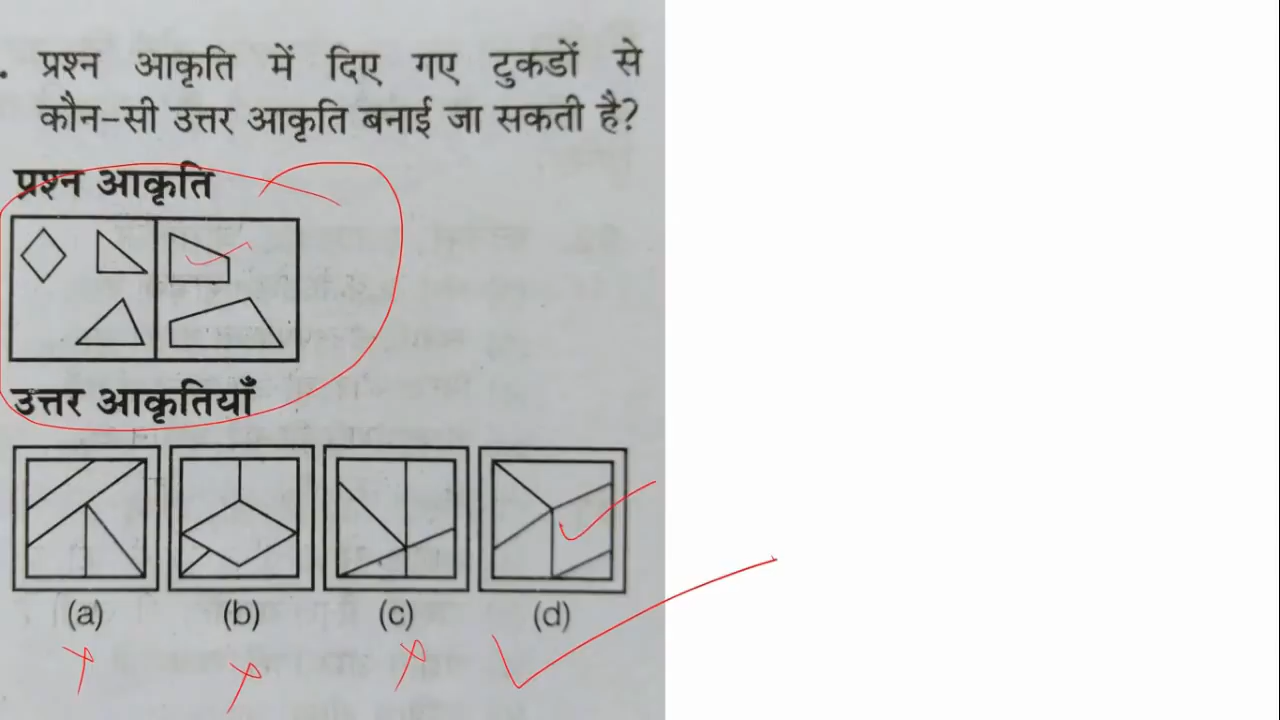 . प्रश्न आकृति में दिए गए टुकडों से
कौन-सी उत्तर आकृति बनाई जा सकती है?
प्रश्न आकृति
उत्तर आकृतियाँ
(a) (b) (c) (d)